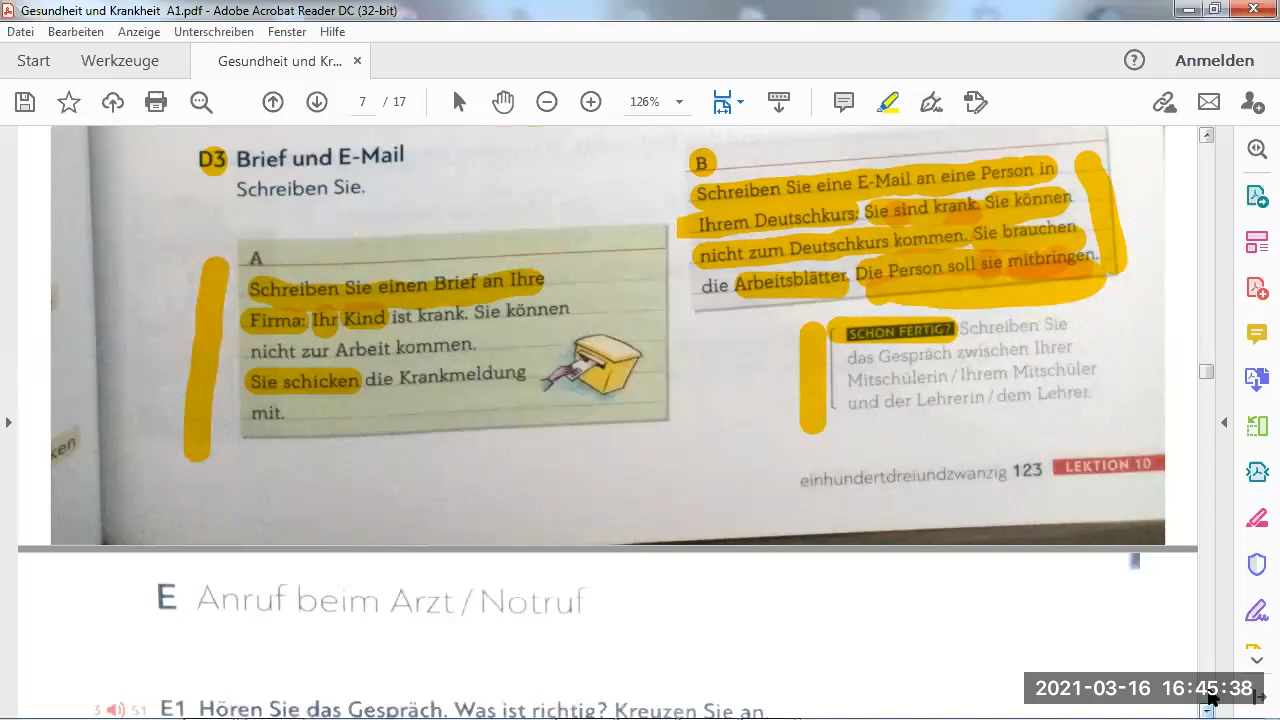 Gesundheit und Krankheit A1.pdf - Adobe Acrobat Reader DC (32-bit)
Datei Bearbeiten Anzeige Unterschreiben Fenster Hilfe
Start Werkzeuge Gesundheit und Kr... × Anmelden
7 / 17 126%
D3 Brief und E-Mail
Schreiben Sie.
A
Schreiben Sie einen Brief an Ihre
Firma: Ihr Kind ist krank. Sie können
nicht zur Arbeit kommen.
Sie schicken die Krankmeldung
mit.
B
Schreiben Sie eine E-Mail an eine Person in
Ihrem Deutschkurs: Sie sind krank. Sie können
nicht zum Deutschkurs kommen. Sie brauchen
die Arbeitsblätter. Die Person soll sie mitbringen.
SCHON FERTIG? Schreiben Sie
das Gespräch zwischen Ihrer
Mitschülerin / Ihrem Mitschüler
und der Lehrerin / dem Lehrer.
ken
einhundertdreiundzwanzig 123 LEKTION 10
E Anruf beim Arzt / Notruf
3 51 E1 Hören Sie das Gespräch. Was ist richtig? Kreuzen Sie an
2021-03-16 16:45:38